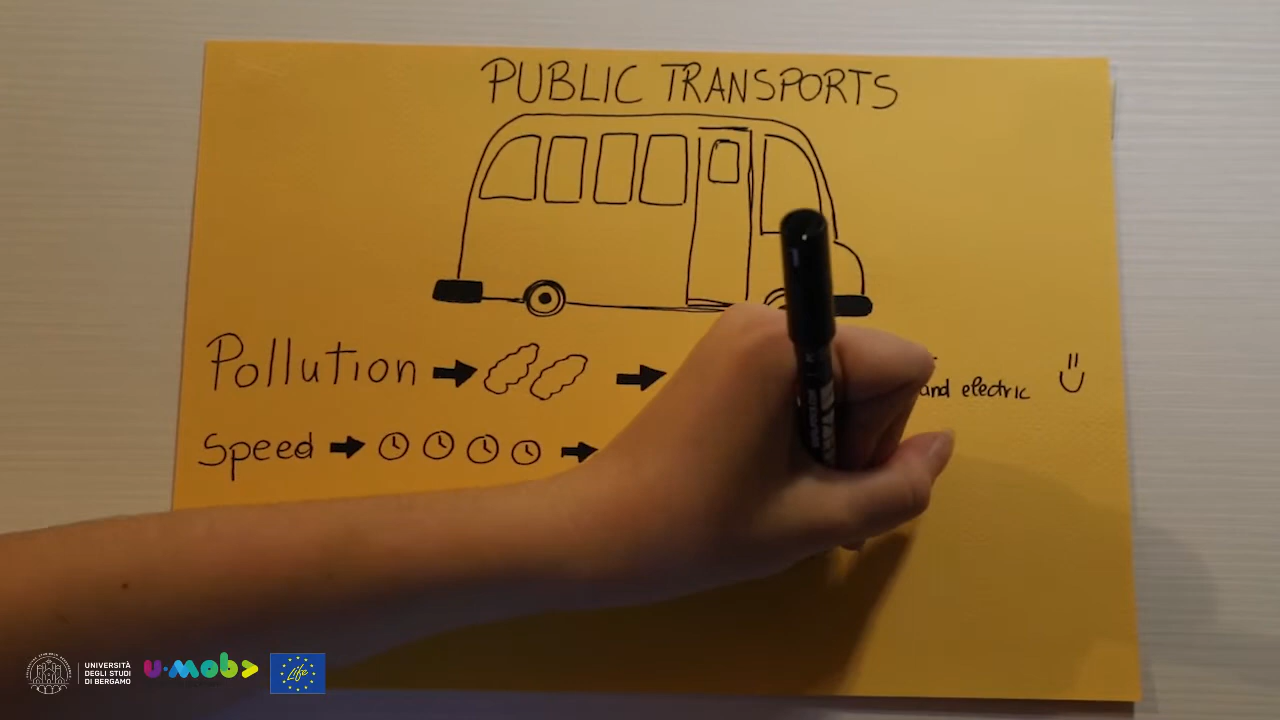 PUBLIC TRANSPORTS
Pollution
and electric
Speed
UNIVERSITÀ
DEGLI STUDI
DI BERGAMO
u-mob
Life